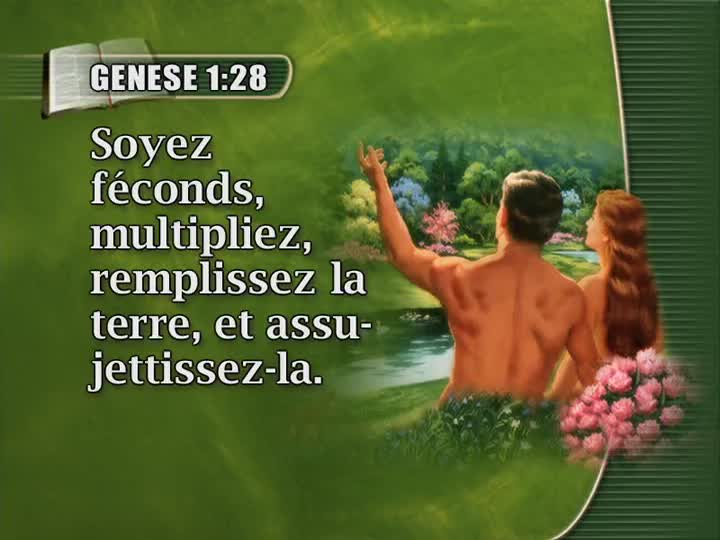 GENESE 1:28
Soyez
féconds,
multipliez,
remplissez la
terre, et assu-
jettissez-la.